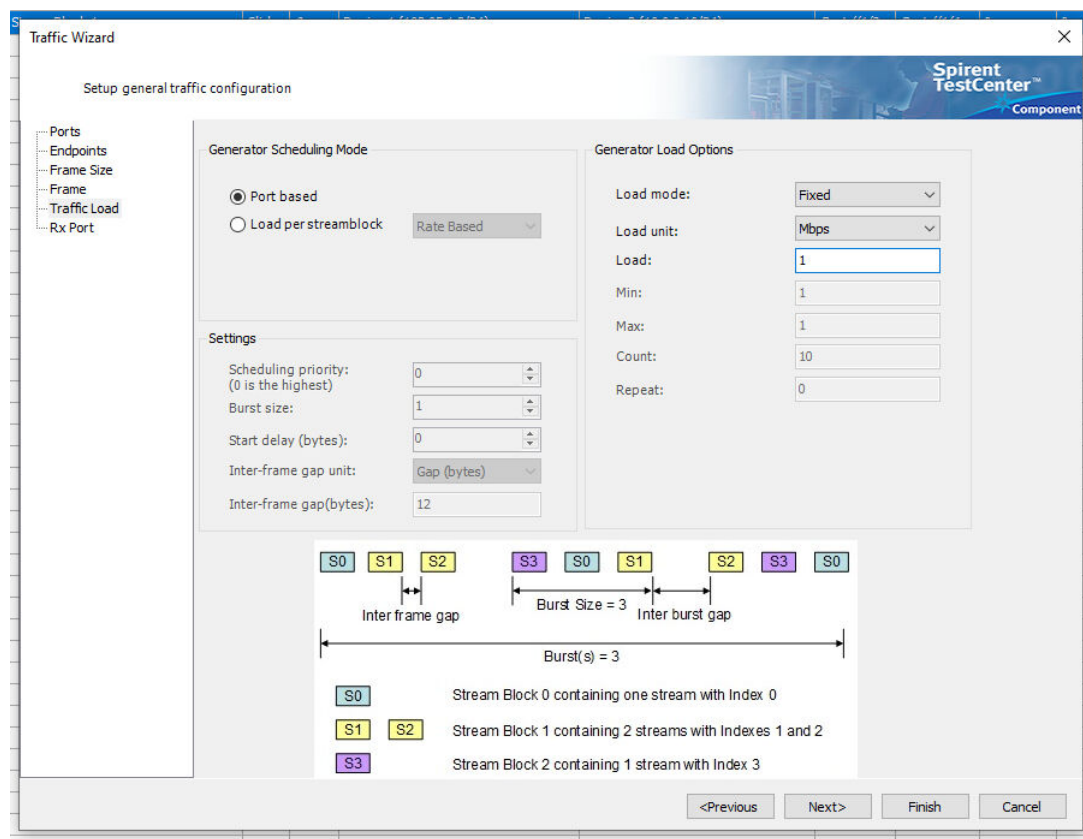 Traffic Wizard
Setup general traffic configuration
Spirent
TestCenter™
Component
Ports
Endpoints
Frame Size
Frame
Traffic Load
Rx Port
Generator Scheduling Mode
Port based
Load per streamblock
Rate Based
Settings
Scheduling priority:
(0 is the highest)
0
Burst size:
1
Start delay (bytes):
0
Inter-frame gap unit:
Gap (bytes)
Inter-frame gap(bytes):
12
Generator Load Options
Load mode:
Fixed
Load unit:
Mbps
Load:
1
Min:
1
Max:
1
Count:
10
Repeat:
0
S0 S1 S2 S3 S0 S1 S2 S3 S0
Inter frame gap
Burst Size = 3
Inter burst gap
Burst(s) = 3
S0 Stream Block 0 containing one stream with Index 0
S1 S2 Stream Block 1 containing 2 streams with Indexes 1 and 2
S3 Stream Block 2 containing 1 stream with Index 3
<Previous Next> Finish Cancel